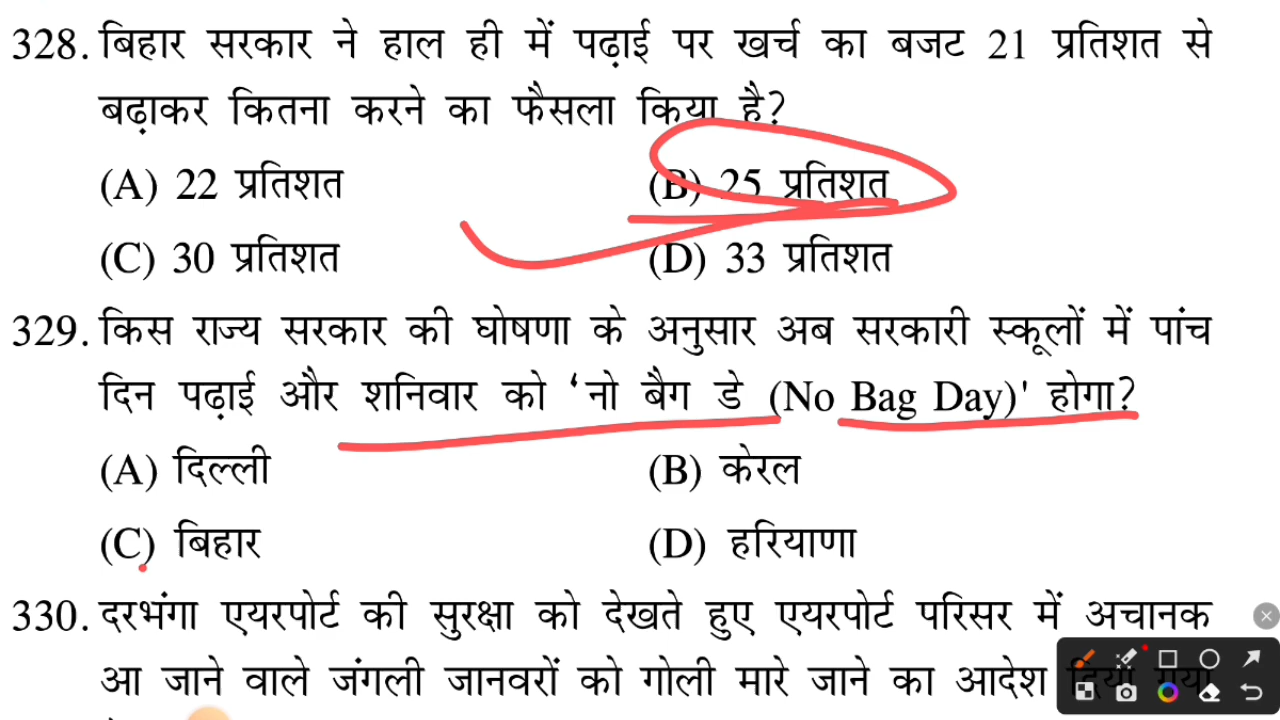 328. बिहार सरकार ने हाल ही में पढ़ाई पर खर्च का बजट 21 प्रतिशत से
बढ़ाकर कितना करने का फैसला किया है?
(A) 22 प्रतिशत (B) 25 प्रतिशत
(C) 30 प्रतिशत (D) 33 प्रतिशत
329. किस राज्य सरकार की घोषणा के अनुसार अब सरकारी स्कूलों में पांच
दिन पढ़ाई और शनिवार को 'नो बैग डे (No Bag Day)' होगा?
(A) दिल्ली (B) केरल
(C) बिहार (D) हरियाणा
330. दरभंगा एयरपोर्ट की सुरक्षा को देखते हुए एयरपोर्ट परिसर में अचानक
आ जाने वाले जंगली जानवरों को गोली मारे जाने का आदेश दिया गया